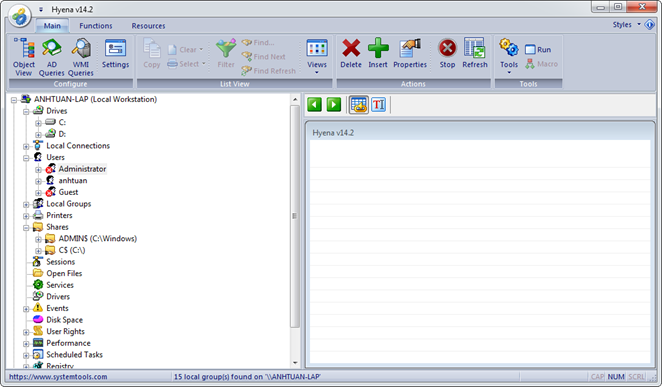 Hyena v14.2
Main Functions Resources Styles
Object View AD Queries WMI Queries Settings
Configure
Copy Clear Select Filter Find... Find Next Find Refresh Views
List View
Delete Insert Properties Stop Refresh
Actions
Tools Run Macro
Tools
ANHTUAN-LAP (Local Workstation)
Drives
C:
D:
Local Connections
Users
Administrator
anhtuan
Guest
Local Groups
Printers
Shares
ADMIN$ (C:\Windows)
C$ (C:\)
Sessions
Open Files
Services
Drivers
Events
Disk Space
User Rights
Performance
Scheduled Tasks
Registry
Hyena v14.2
https://www.systemtools.com 15 local group(s) found on '\\ANHTUAN-LAP' CAP NUM SCRL